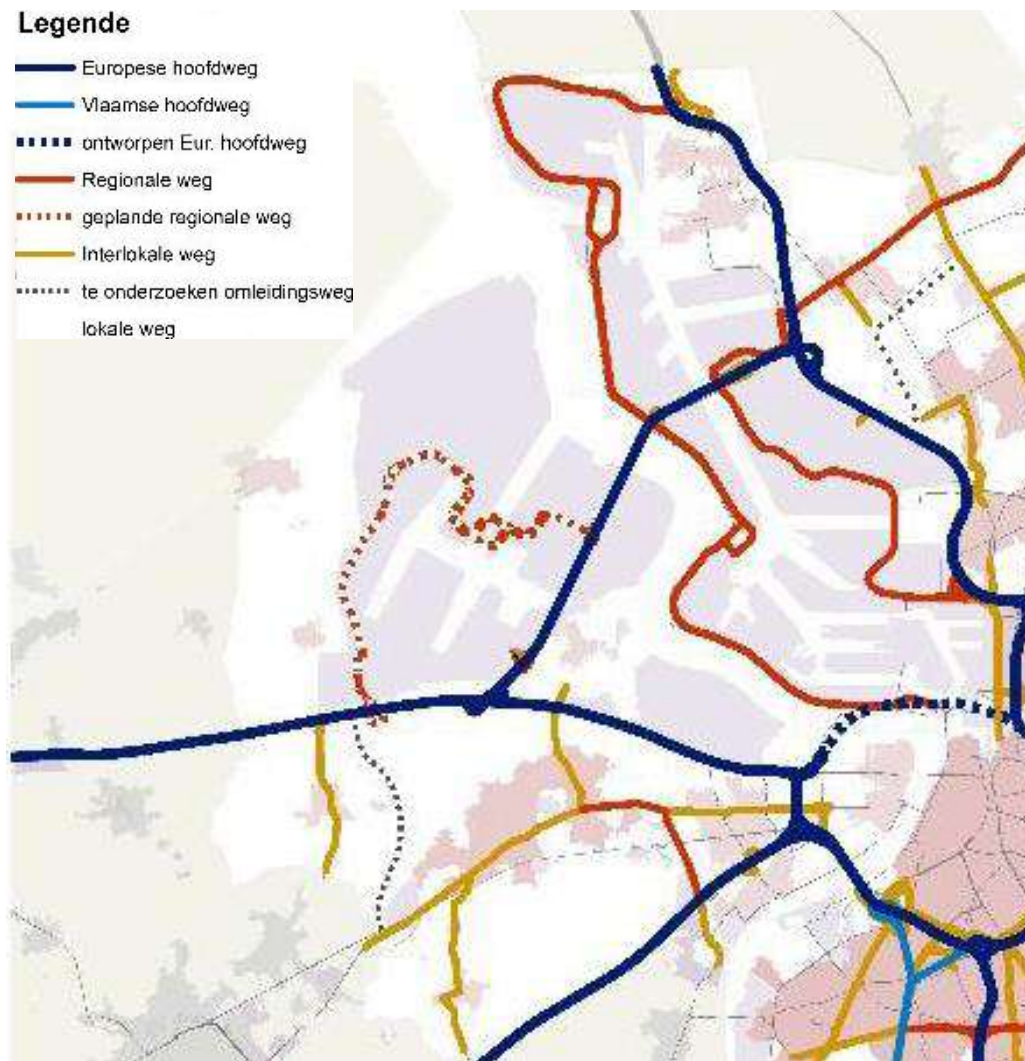 Legende
Europese hoofdweg
Vlaamse hoofdweg
ontworpen Eur. hoofdweg
Regionale weg
geplande regionale weg
Interlokale weg
te onderzoeken omleidingsweg
lokale weg